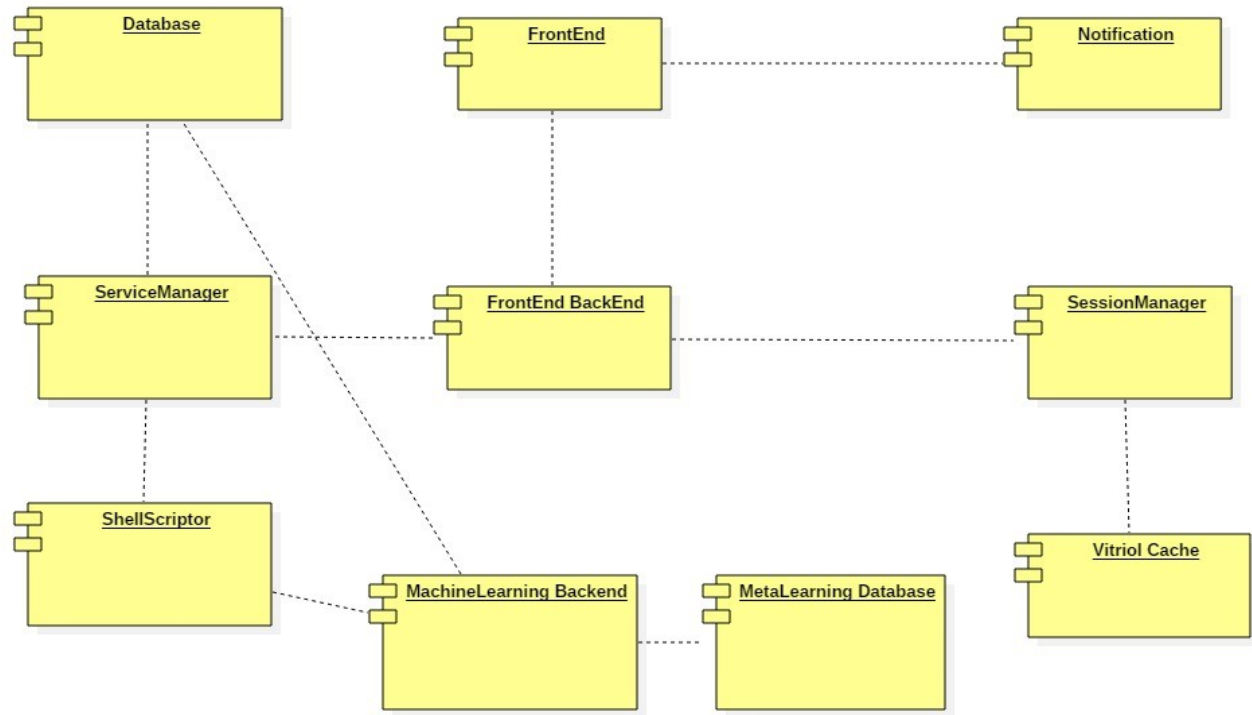 Database
FrontEnd
Notification
ServiceManager
FrontEnd BackEnd
SessionManager
ShellScriptor
Vitriol Cache
MachineLearning Backend
MetaLearning Database